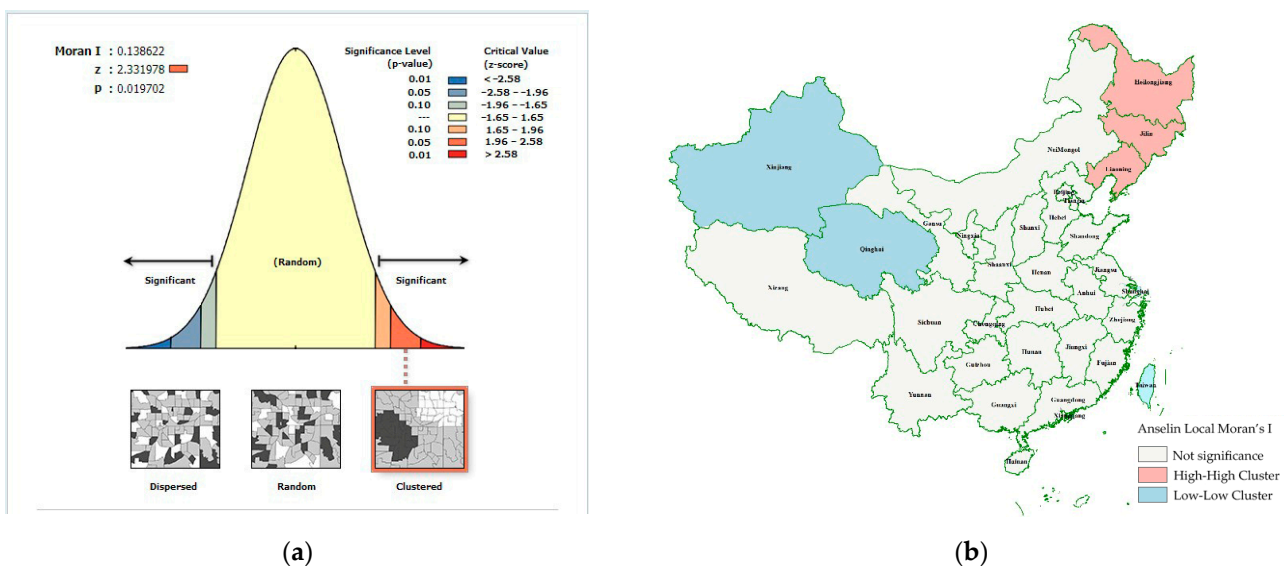 Moran I : 0.138622
z : 2.331978
p : 0.019702
Significance Level
(p-value)
Critical Value
(z-score)
0.01 < -2.58
0.05 -2.58 - -1.96
0.10 -1.96 - -1.65
--- -1.65 - 1.65
0.10 1.65 - 1.96
0.05 1.96 - 2.58
0.01 > 2.58
Significant
(Random)
Significant
Dispersed
Random
Clustered
(a)
Heilongjiang
Jilin
NeiMongol
Liaoning
Xinjiang
Beijing
Tianjin
Hebei
Gansu
Ningxia
Shanxi
Shandong
Qinghai
Shaanxi
Henan
Jiangsu
Xizang
Anhui
Shanghai
Sichuan
Hubei
Zhejiang
Chongqing
Hunan
Jiangxi
Guizhou
Fujian
Yunnan
Taiwan
Guangxi
Guangdong
Hainan
Anselin Local Moran's I
Not significance
High-High Cluster
Low-Low Cluster
(b)